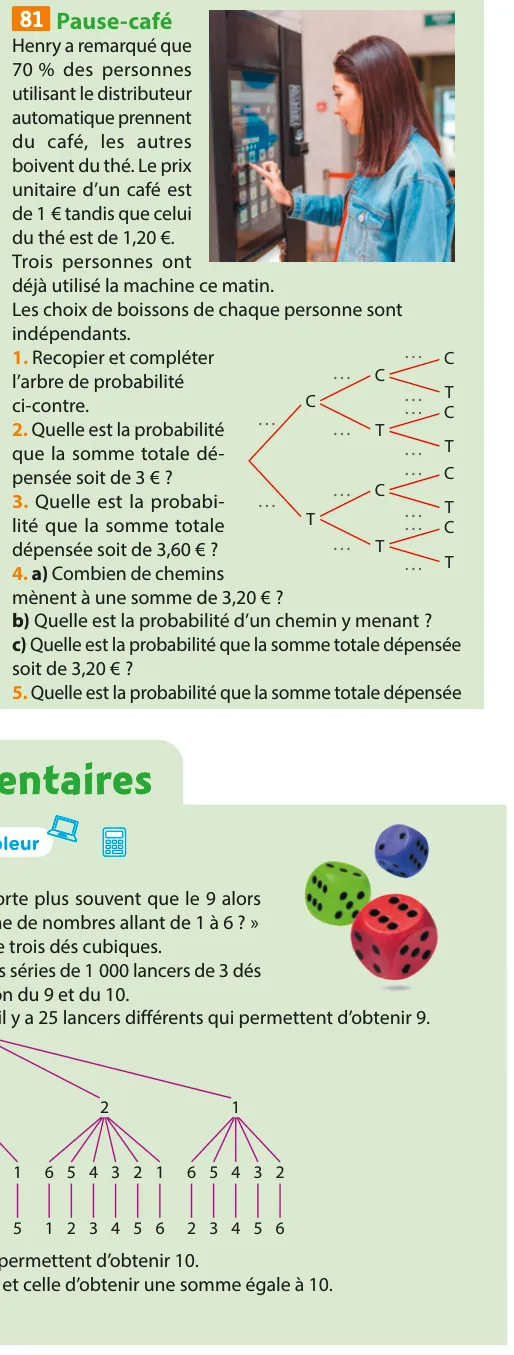 81 Pause-café
Henry a remarqué que
70 % des personnes
utilisant le distributeur
automatique prennent
du café, les autres
boivent du thé. Le prix
unitaire d'un café est
de 1 € tandis que celui
du thé est de 1,20 €.
Trois personnes ont
déjà utilisé la machine ce matin.
Les choix de boissons de chaque personne sont
indépendants.
1. Recopier et compléter
l'arbre de probabilité
ci-contre.
2. Quelle est la probabilité
que la somme totale dé-
pensée soit de 3 € ?
3. Quelle est la probabi-
lité que la somme totale
dépensée soit de 3,60 € ?
... C
... C
... T
C
... C
... ... T
... T
... C
... C
... T
T
... C
... T
... T
4. a) Combien de chemins
mènent à une somme de 3,20 € ?
b) Quelle est la probabilité d'un chemin y menant ?
c) Quelle est la probabilité que la somme totale dépensée
soit de 3,20 € ?
5. Quelle est la probabilité que la somme totale dépensée
entaires
bleur
orte plus souvent que le 9 alors
ne de nombres allant de 1 à 6 ? »
e trois dés cubiques.
s séries de 1 000 lancers de 3 dés
on du 9 et du 10.
il y a 25 lancers différents qui permettent d'obtenir 9.
2 1
1 6 5 4 3 2 1 6 5 4 3 2
5 1 2 3 4 5 6 2 3 4 5 6
permettent d'obtenir 10.
et celle d'obtenir une somme égale à 10.